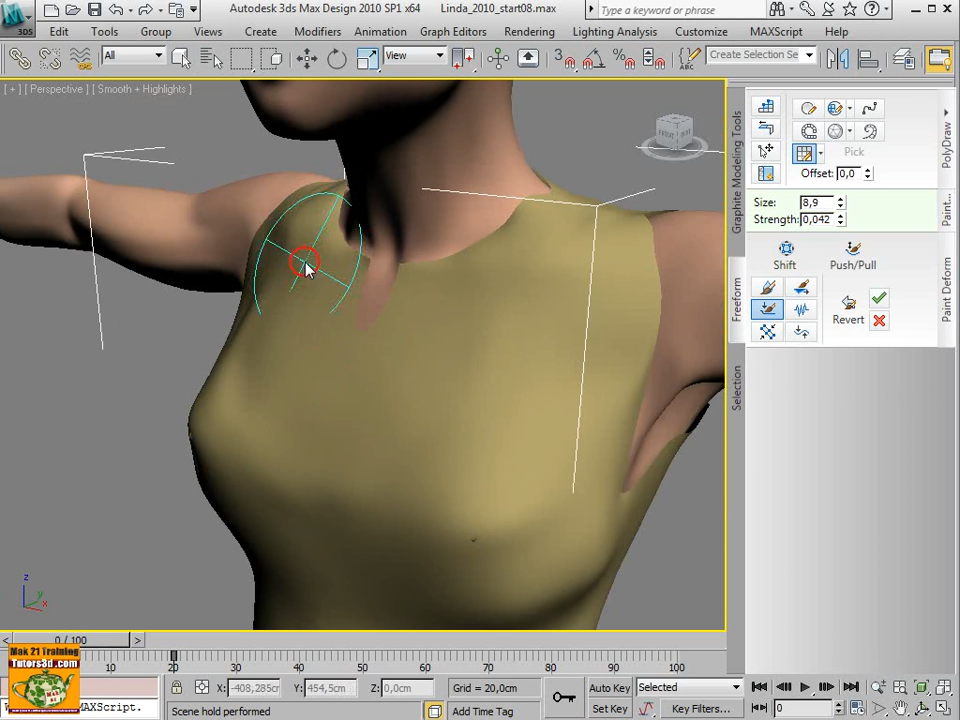 Autodesk 3ds Max Design 2010 SP1 x64 Linda_2010_start08.max
Type a keyword or phrase
3DS
Edit Tools Group Views Create Modifiers Animation Graph Editors Rendering Lighting Analysis Customize MAXScript Help
All View Create Selection Se
[ + ] [ Perspective ] [ Smooth + Highlights ]
Graphite Modeling Tools
Freeform
Selection
Pick
Offset: 0,0
PolyDraw
Size: 8,9
Strength: 0,042
Paint...
Shift Push/Pull
Revert
Paint Deform
z
y
x
0 / 100
10 20 30 40 50 60 70 80 90 100
Mak 21 Training
Tutors3d.com
MAXScript.
X: -408,285cm Y: 454,5cm Z: 0,0cm Grid = 20,0cm
Scene hold performed Add Time Tag
Auto Key Selected
Set Key Key Filters...
0